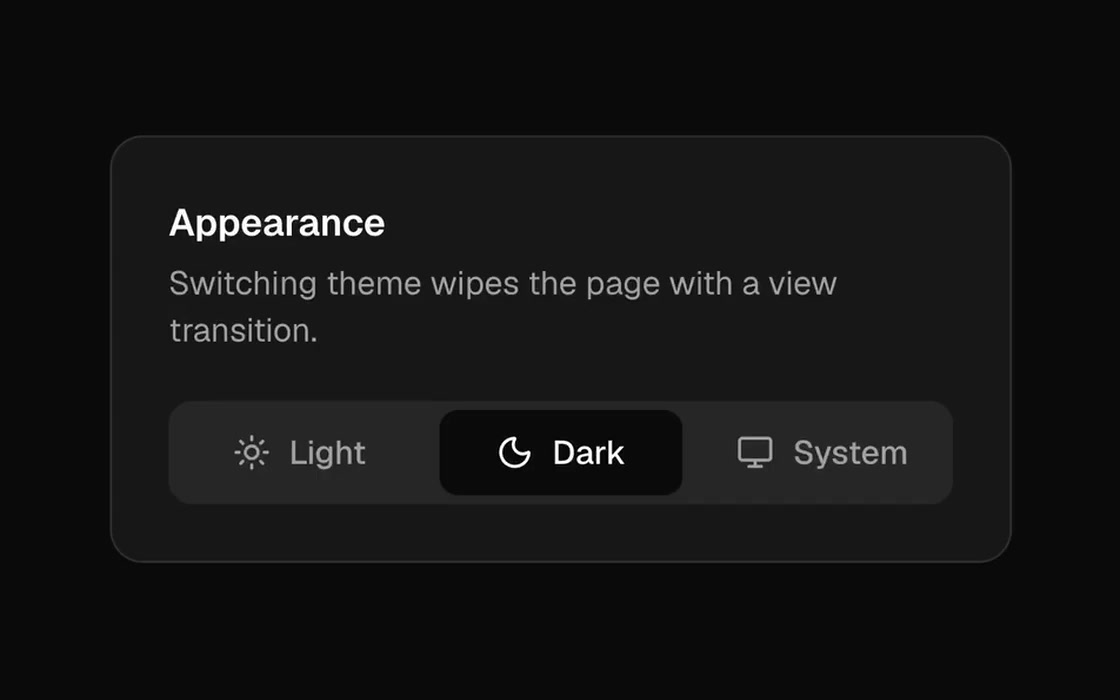 Appearance
Switching theme wipes the page with a view
transition.
Light
Dark
System